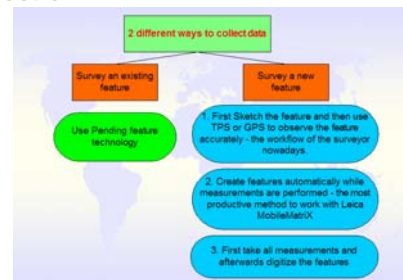 2 different ways to collect data
Survey an existing
feature
Survey a new
feature
Use Pending feature
technology
1. First Sketch the feature and then use
TPS or GPS to observe the feature
accurately - the workflow of the surveyor
nowadays.
2. Create features automatically while
measurements are performed - the most
productive method to work with Leica
MobileMatriX
3. First take all measurements and
afterwards digitize the features